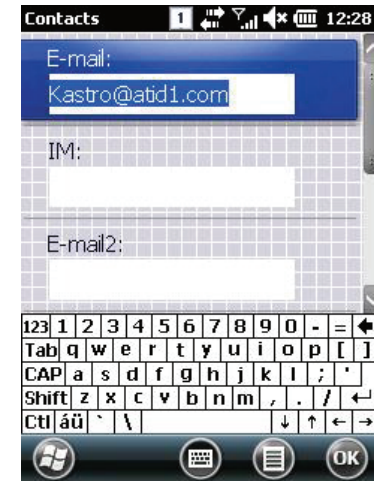 Contacts 1 12:28
E-mail:
Kastro@atid1.com
IM:
E-mail2:
123 1 2 3 4 5 6 7 8 9 0 - = ←
Tab q w e r t y u i o p [ ]
CAP a s d f g h j k l ; '
Shift z x c v b n m , . / ↵
Ctl áü ` \ ↓ ↑ ← →
OK